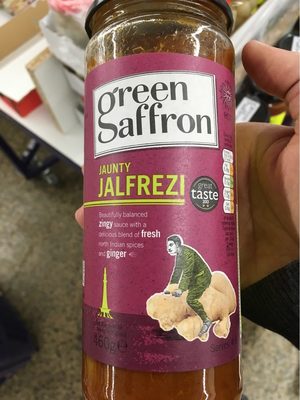 green
Saffron
JAUNTY
JALFREZI
great
taste
Beautifully balanced
zingy sauce with a
delicious blend of fresh
north Indian spices
and ginger
460g e